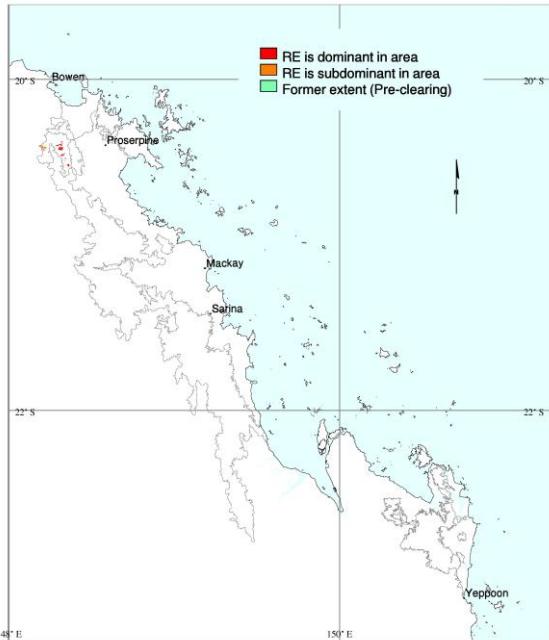 RE is dominant in area
20° S
Bowen
RE is subdominant in area
20° S
Former extent (Pre-clearing)
Proserpine
N
Mackay
Sarina
22° S
22° S
Yeppoon
48° E
150° E